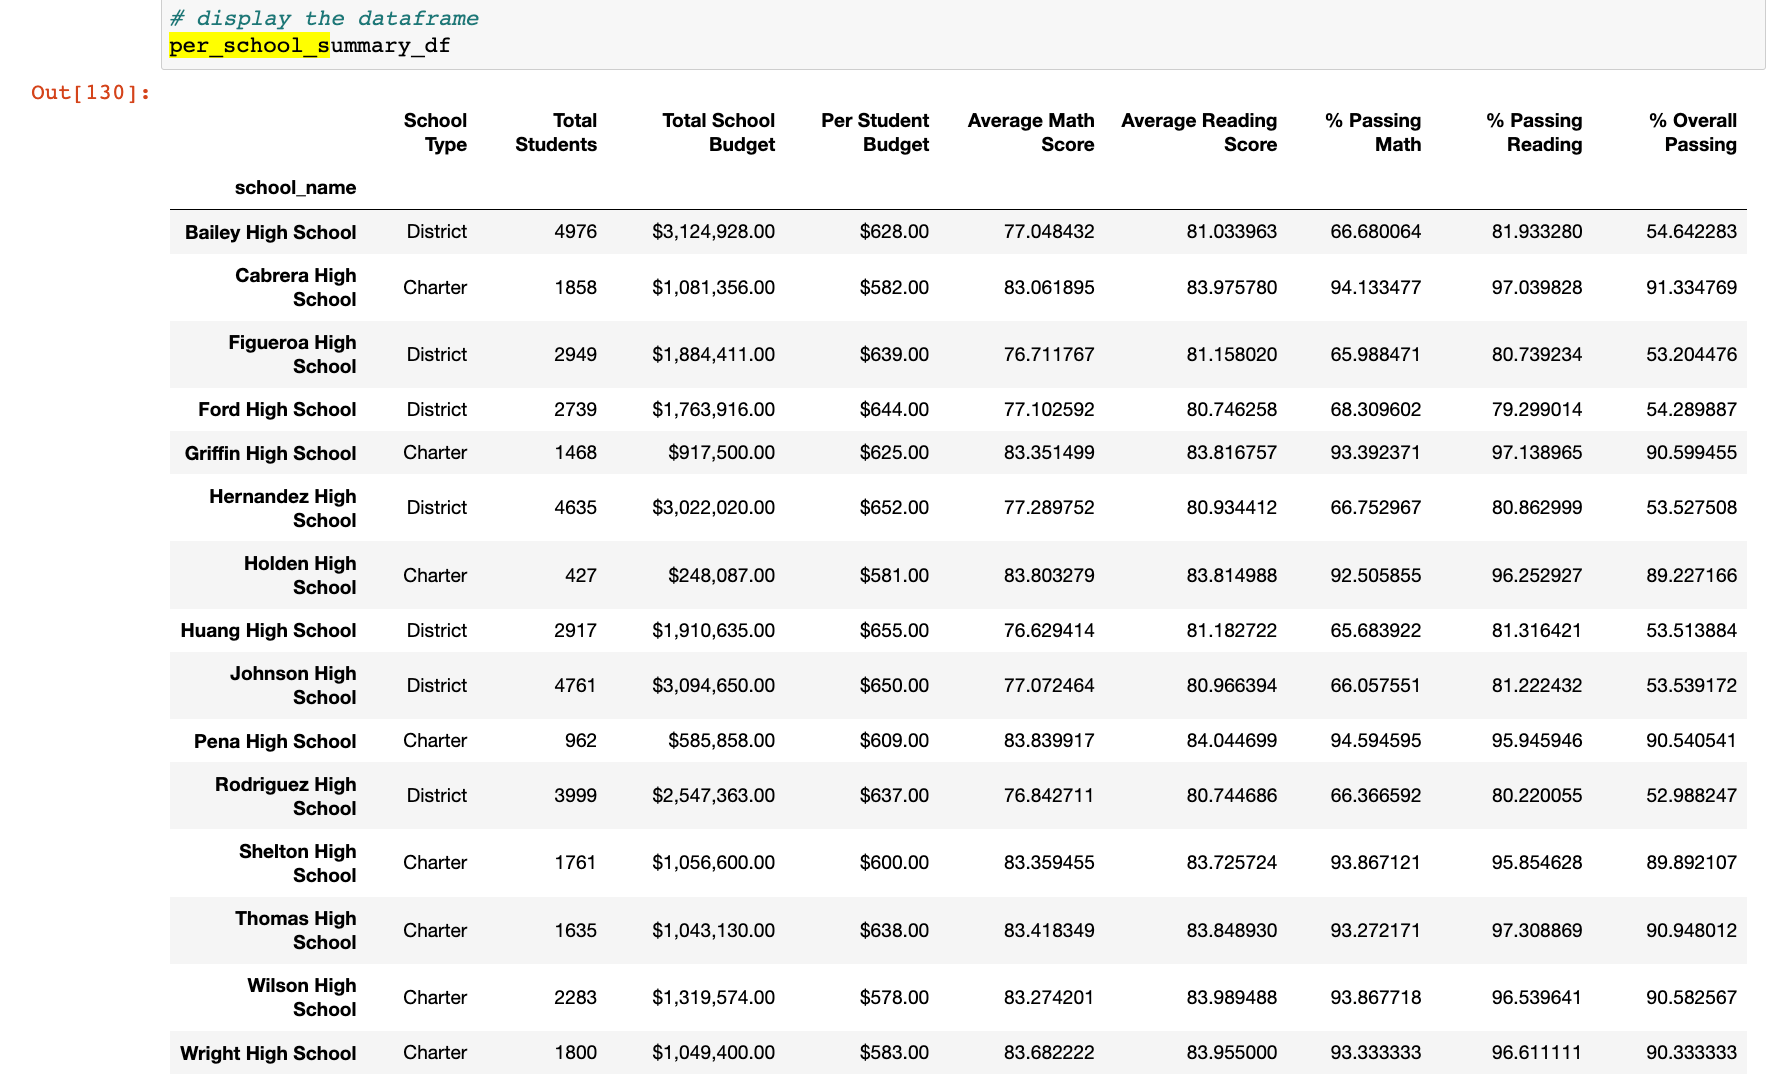 # display the dataframe
per_school_summary_df
Out[130]:
School Type Total Students Total School Budget Per Student Budget Average Math Score Average Reading Score % Passing Math % Passing Reading % Overall Passing
school_name
Bailey High School District 4976 $3,124,928.00 $628.00 77.048432 81.033963 66.680064 81.933280 54.642283
Cabrera High School Charter 1858 $1,081,356.00 $582.00 83.061895 83.975780 94.133477 97.039828 91.334769
Figueroa High School District 2949 $1,884,411.00 $639.00 76.711767 81.158020 65.988471 80.739234 53.204476
Ford High School District 2739 $1,763,916.00 $644.00 77.102592 80.746258 68.309602 79.299014 54.289887
Griffin High School Charter 1468 $917,500.00 $625.00 83.351499 83.816757 93.392371 97.138965 90.599455
Hernandez High School District 4635 $3,022,020.00 $652.00 77.289752 80.934412 66.752967 80.862999 53.527508
Holden High School Charter 427 $248,087.00 $581.00 83.803279 83.814988 92.505855 96.252927 89.227166
Huang High School District 2917 $1,910,635.00 $655.00 76.629414 81.182722 65.683922 81.316421 53.513884
Johnson High School District 4761 $3,094,650.00 $650.00 77.072464 80.966394 66.057551 81.222432 53.539172
Pena High School Charter 962 $585,858.00 $609.00 83.839917 84.044699 94.594595 95.945946 90.540541
Rodriguez High School District 3999 $2,547,363.00 $637.00 76.842711 80.744686 66.366592 80.220055 52.988247
Shelton High School Charter 1761 $1,056,600.00 $600.00 83.359455 83.725724 93.867121 95.854628 89.892107
Thomas High School Charter 1635 $1,043,130.00 $638.00 83.418349 83.848930 93.272171 97.308869 90.948012
Wilson High School Charter 2283 $1,319,574.00 $578.00 83.274201 83.989488 93.867718 96.539641 90.582567
Wright High School Charter 1800 $1,049,400.00 $583.00 83.682222 83.955000 93.333333 96.611111 90.333333